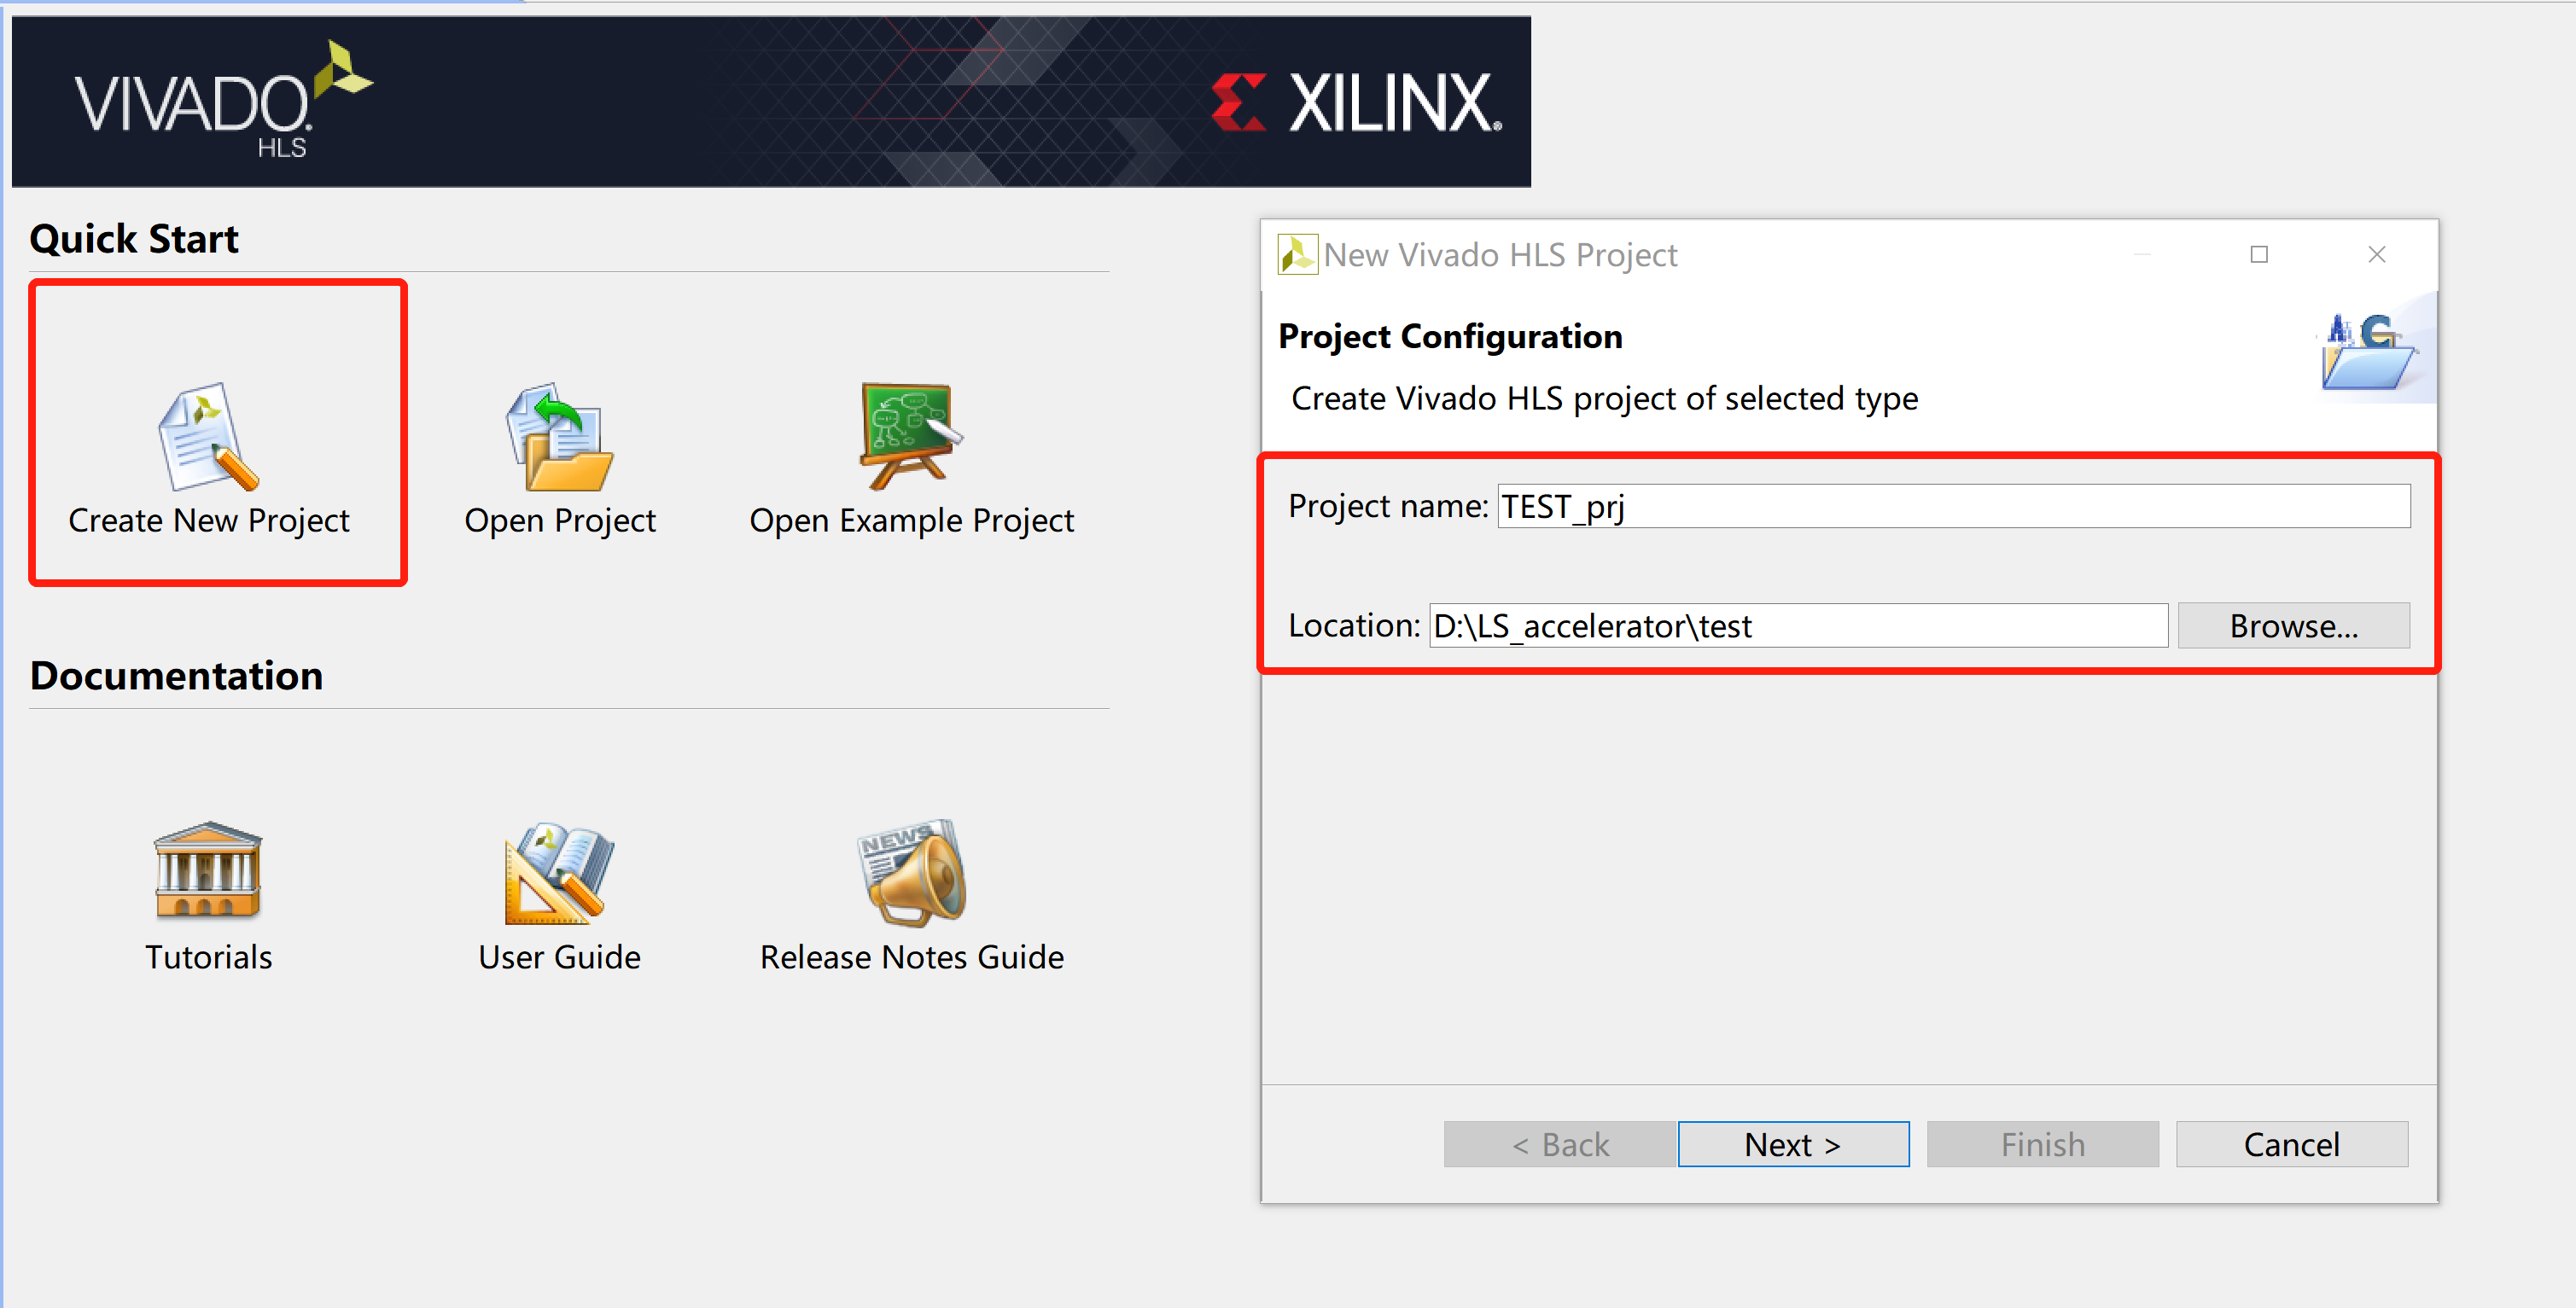 VIVADO.
HLS
XILINX®
Quick Start
Create New Project
Open Project
Open Example Project
Documentation
NEWS
Tutorials
User Guide
Release Notes Guide
New Vivado HLS Project
Project Configuration
Create Vivado HLS project of selected type
Project name: TEST_prj
Location: D:\LS_accelerator\test Browse...
< Back Next > Finish Cancel